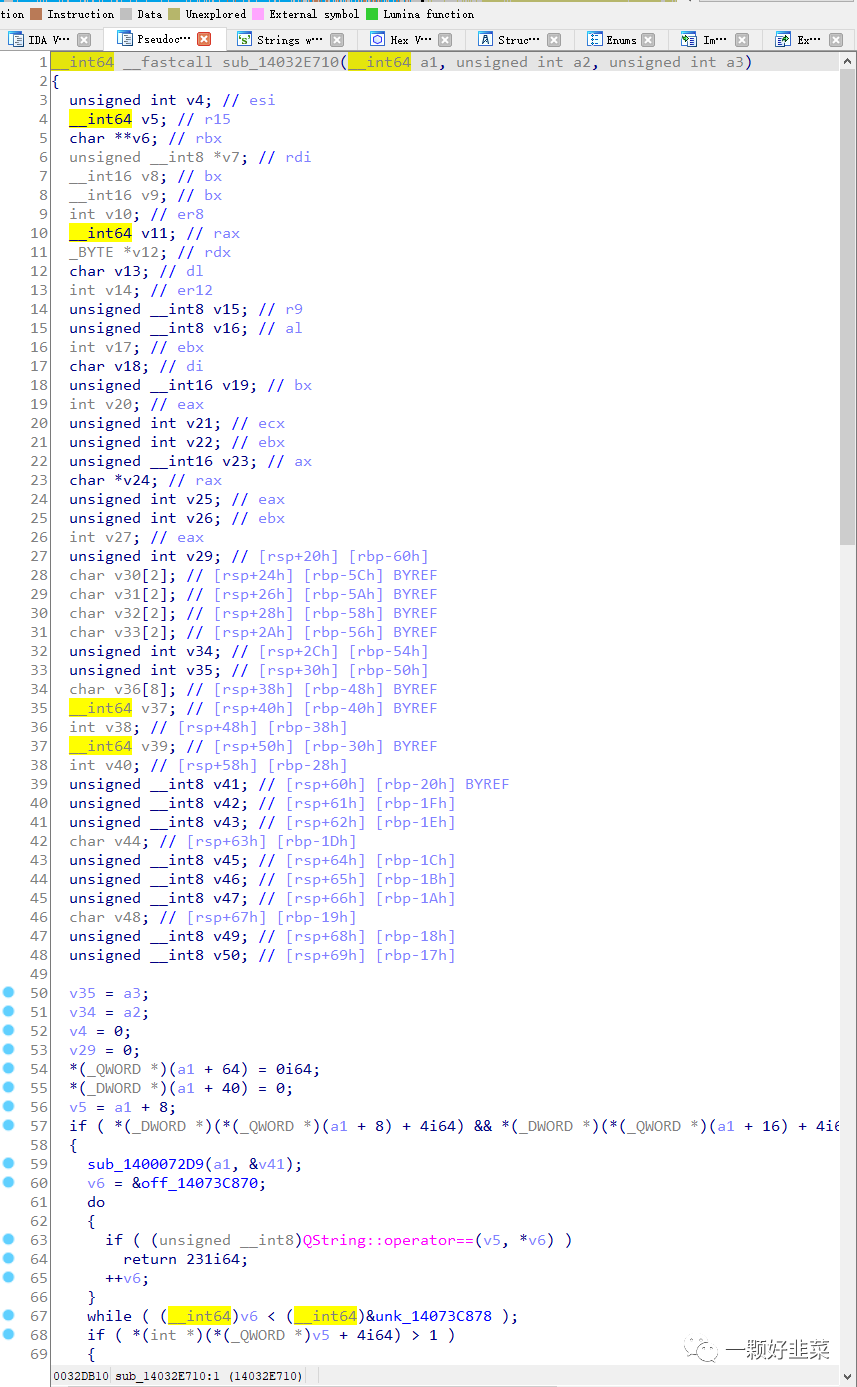 tion Instruction Data Unexplored External symbol Lumina function
IDA V··· Pseudoc··· Strings w··· Hex V··· Struc··· Enums Im··· Ex···
1 __int64 __fastcall sub_14032E710(__int64 a1, unsigned int a2, unsigned int a3)
2 {
3 unsigned int v4; // esi
4 __int64 v5; // r15
5 char **v6; // rbx
6 unsigned __int8 *v7; // rdi
7 __int16 v8; // bx
8 __int16 v9; // bx
9 int v10; // er8
10 __int64 v11; // rax
11 _BYTE *v12; // rdx
12 char v13; // dl
13 int v14; // er12
14 unsigned __int8 v15; // r9
15 unsigned __int8 v16; // al
16 int v17; // ebx
17 char v18; // di
18 unsigned __int16 v19; // bx
19 int v20; // eax
20 unsigned int v21; // ecx
21 unsigned int v22; // ebx
22 unsigned __int16 v23; // ax
23 char *v24; // rax
24 unsigned int v25; // eax
25 unsigned int v26; // ebx
26 int v27; // eax
27 unsigned int v29; // [rsp+20h] [rbp-60h]
28 char v30[2]; // [rsp+24h] [rbp-5Ch] BYREF
29 char v31[2]; // [rsp+26h] [rbp-5Ah] BYREF
30 char v32[2]; // [rsp+28h] [rbp-58h] BYREF
31 char v33[2]; // [rsp+2Ah] [rbp-56h] BYREF
32 unsigned int v34; // [rsp+2Ch] [rbp-54h]
33 unsigned int v35; // [rsp+30h] [rbp-50h]
34 char v36[8]; // [rsp+38h] [rbp-48h] BYREF
35 __int64 v37; // [rsp+40h] [rbp-40h] BYREF
36 int v38; // [rsp+48h] [rbp-38h]
37 __int64 v39; // [rsp+50h] [rbp-30h] BYREF
38 int v40; // [rsp+58h] [rbp-28h]
39 unsigned __int8 v41; // [rsp+60h] [rbp-20h] BYREF
40 unsigned __int8 v42; // [rsp+61h] [rbp-1Fh]
41 unsigned __int8 v43; // [rsp+62h] [rbp-1Eh]
42 char v44; // [rsp+63h] [rbp-1Dh]
43 unsigned __int8 v45; // [rsp+64h] [rbp-1Ch]
44 unsigned __int8 v46; // [rsp+65h] [rbp-1Bh]
45 unsigned __int8 v47; // [rsp+66h] [rbp-1Ah]
46 char v48; // [rsp+67h] [rbp-19h]
47 unsigned __int8 v49; // [rsp+68h] [rbp-18h]
48 unsigned __int8 v50; // [rsp+69h] [rbp-17h]
49
50 v35 = a3;
51 v34 = a2;
52 v4 = 0;
53 v29 = 0;
54 *(_QWORD *)(a1 + 64) = 0i64;
55 *(_DWORD *)(a1 + 40) = 0;
56 v5 = a1 + 8;
57 if ( *(_DWORD *)(*(_QWORD *)(a1 + 8) + 4i64) && *(_DWORD *)(*(_QWORD *)(a1 + 16) + 4i6
58 {
59 sub_1400072D9(a1, &v41);
60 v6 = &off_14073C870;
61 do
62 {
63 if ( (unsigned __int8)QString::operator==(v5, *v6) )
64 return 231i64;
65 ++v6;
66 }
67 while ( (__int64)v6 < (__int64)&unk_14073C878 );
68 if ( *(int *)(*(_QWORD *)v5 + 4i64) > 1 )
69 {
一颗好韭菜
0032DB10 sub_14032E710:1 (14032E710)